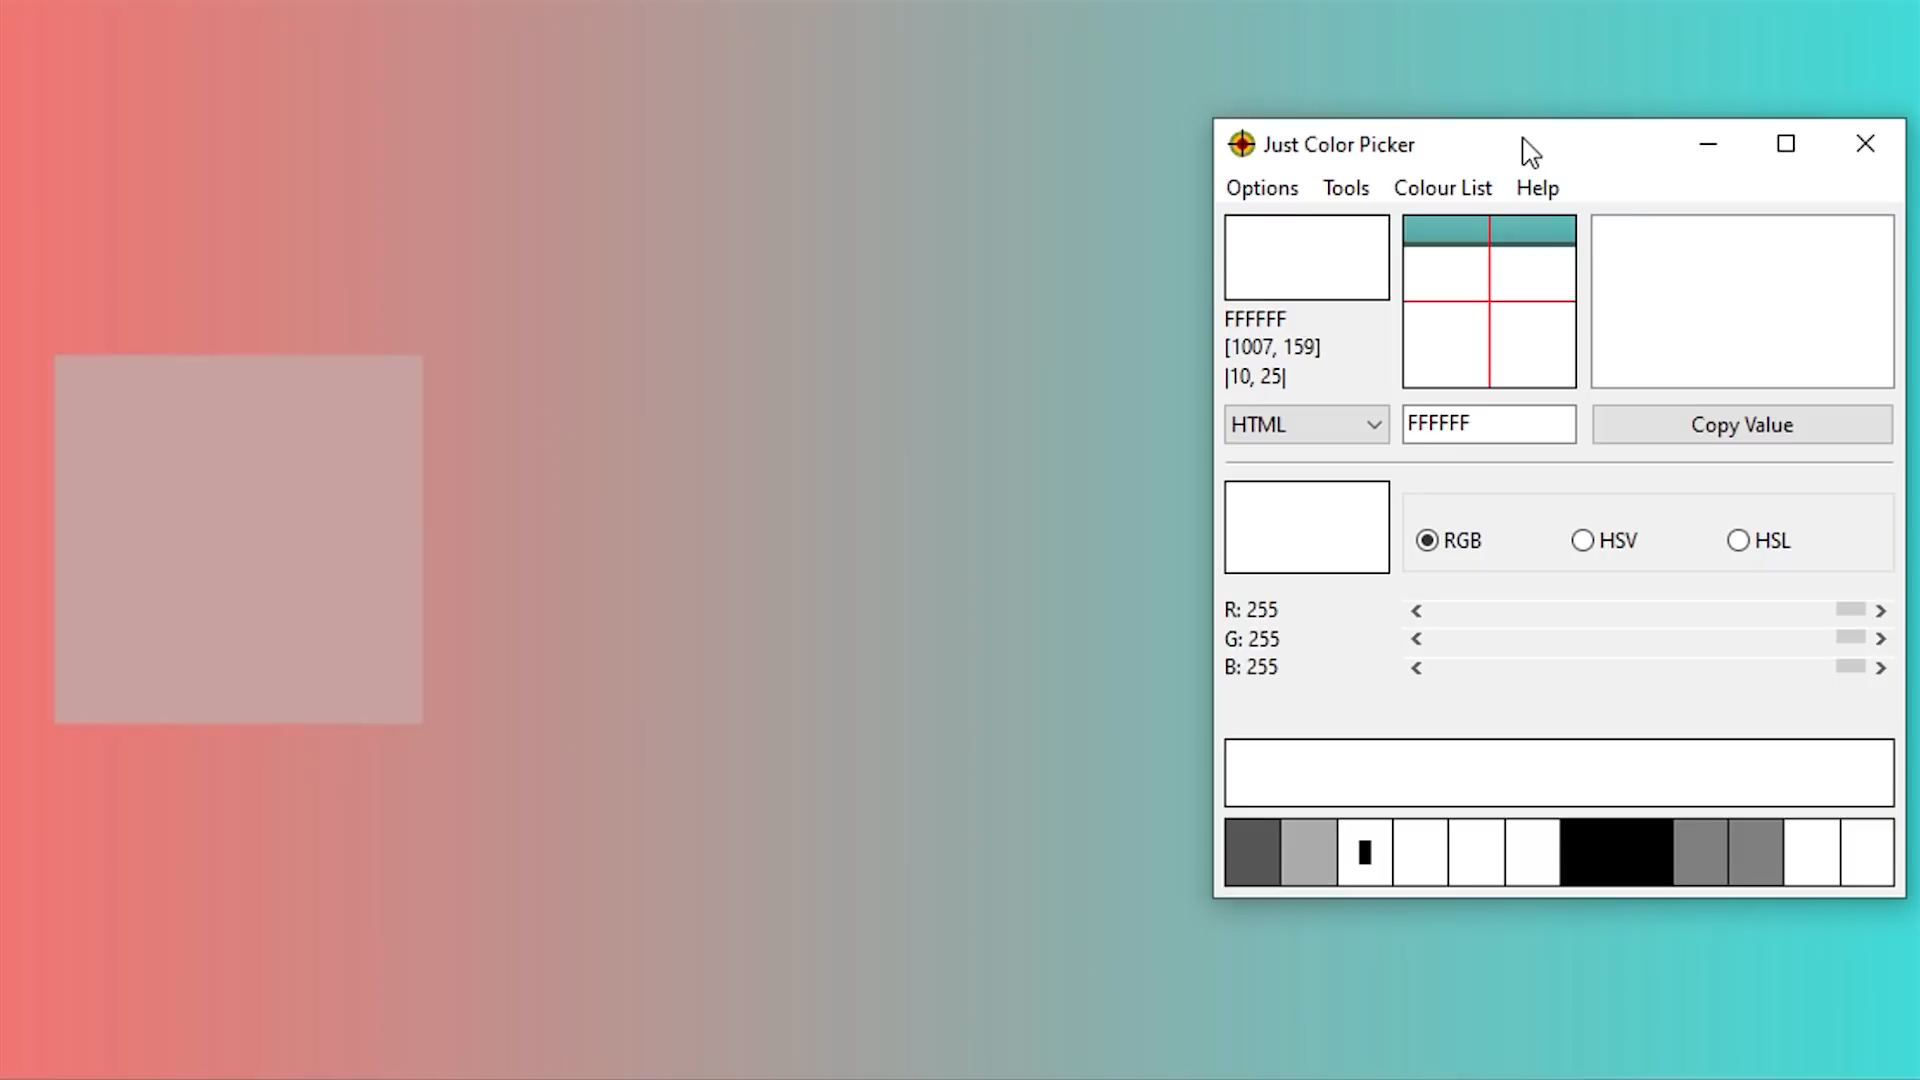 Just Color Picker
Options Tools Colour List Help
FFFFFF
[1007, 159]
|10, 25|
HTML FFFFFF Copy Value
RGB HSV HSL
R: 255
G: 255
B: 255